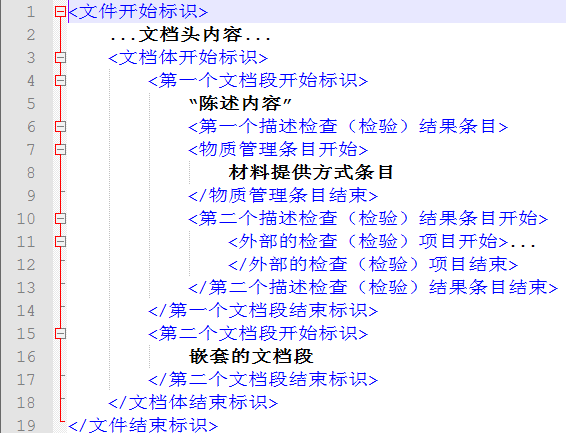 1 <文件开始标识>
2 ...文档头内容...
3 <文档体开始标识>
4 <第一个文档段开始标识>
5 “陈述内容”
6 <第一个描述检查（检验）结果条目>
7 <物质管理条目开始>
8 材料提供方式条目
9 </物质管理条目结束>
10 <第二个描述检查（检验）结果条目开始>
11 <外部的检查（检验）项目开始>...
12 </外部的检查（检验）项目结束>
13 </第二个描述检查（检验）结果条目结束>
14 </第一个文档段结束标识>
15 <第二个文档段开始标识>
16 嵌套的文档段
17 </第二个文档段结束标识>
18 </文档体结束标识>
19 </文件结束标识>